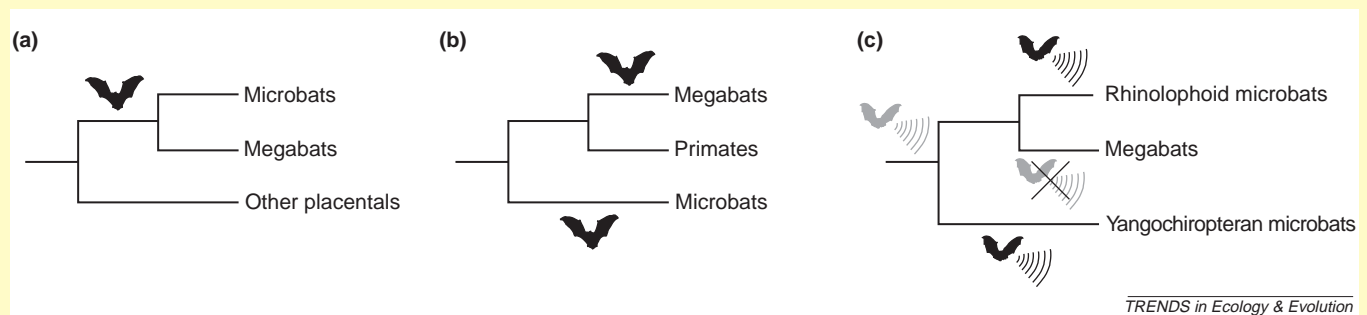 (a)
Microbats
Megabats
Other placentals
(b)
Megabats
Primates
Microbats
(c)
Rhinolophoid microbats
Megabats
Yangochiropteran microbats
TRENDS in Ecology & Evolution